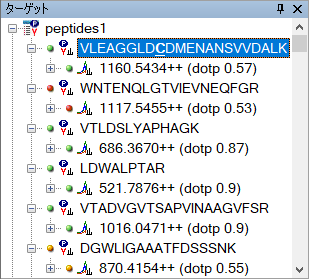 ターゲット
peptides1
VLEAGGLDCDMENANSVVDALK
1160.5434++ (dotp 0.57)
WNTENQLGTVIEVNEQFGR
1117.5455++ (dotp 0.53)
VTLDSLYAPHAGK
686.3670++ (dotp 0.87)
LDWALPTAR
521.7876++ (dotp 0.9)
VTADVGVTSAPVINAAGVFSR
1016.0471++ (dotp 0.9)
DGWLIGAAATFDSSSNK
870.4154++ (dotp 0.55)